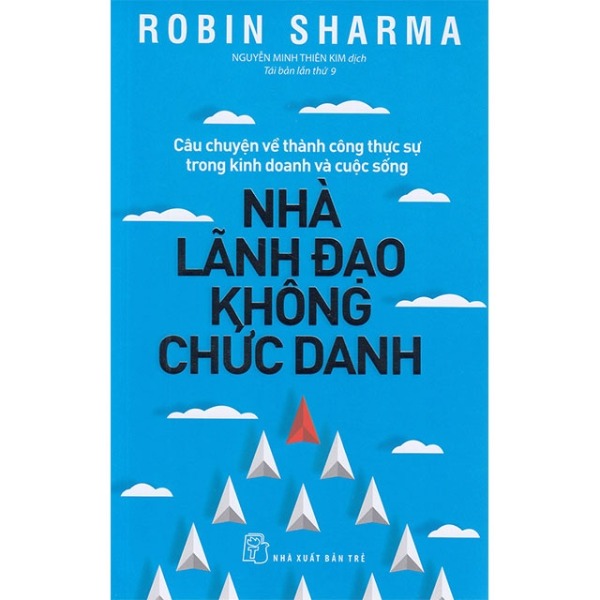 ROBIN SHARMA
NGUYỄN MINH THIÊN KIM dịch
Tái bản lần thứ 9
Câu chuyện về thành công thực sự
trong kinh doanh và cuộc sống
NHÀ
LÃNH ĐẠO
KHÔNG
CHỨC DANH
NHÀ XUẤT BẢN TRẺ